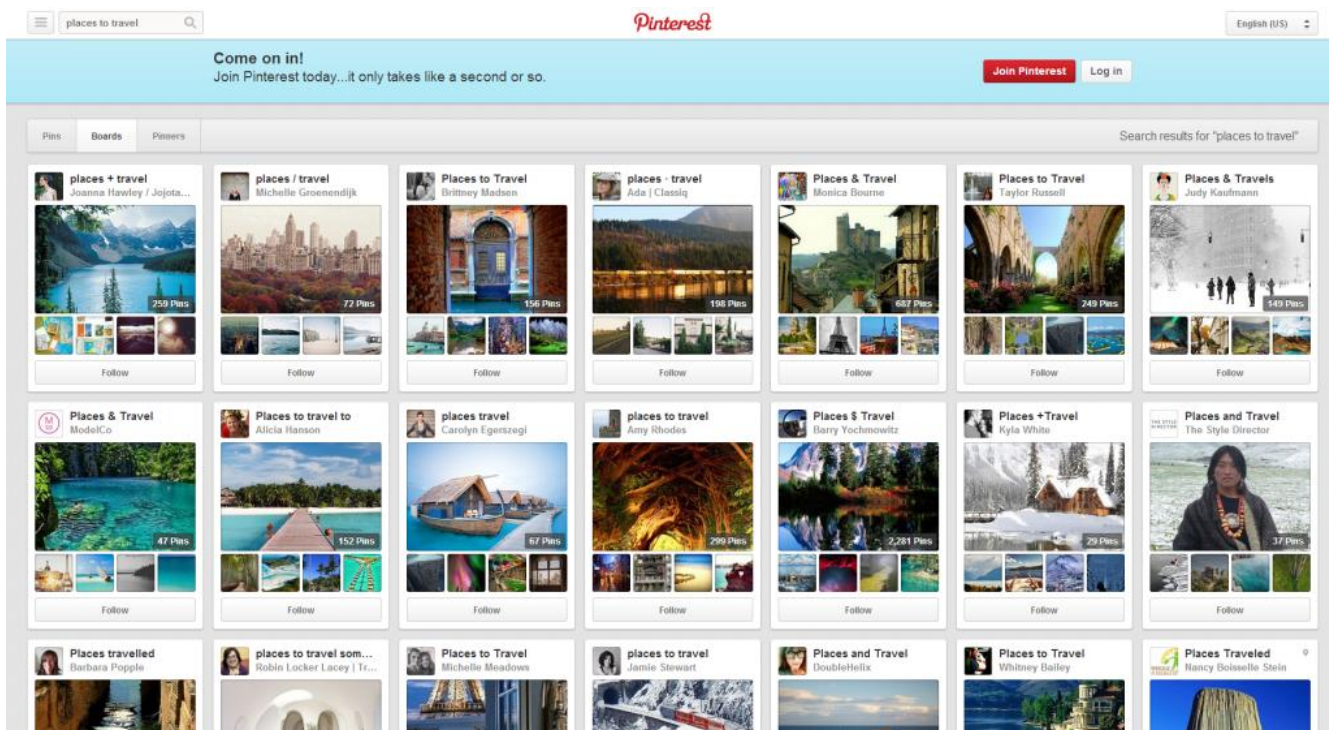 places to travel
Pinterest
English (US)
Come on in!
Join Pinterest today...it only takes like a second or so.
Join Pinterest
Log in
Pins
Boards
Pinners
Search results for "places to travel"
places + travel
Joanna Hawley / Jojota...
259 Pins
Follow
places / travel
Michelle Groenendijk
72 Pins
Follow
Places to Travel
Brittney Madsen
156 Pins
Follow
places · travel
Ada | Classiq
198 Pins
Follow
Places & Travel
Monica Bourne
687 Pins
Follow
Places to Travel
Taylor Russell
249 Pins
Follow
Places & Travels
Judy Kaufmann
149 Pins
Follow
Places & Travel
ModelCo
47 Pins
Follow
Places to travel to
Alicia Hanson
152 Pins
Follow
places travel
Carolyn Egerszegi
67 Pins
Follow
places to travel
Amy Rhodes
299 Pins
Follow
Places $ Travel
Barry Yochmowitz
2,281 Pins
Follow
Places +Travel
Kyla White
29 Pins
Follow
THE STYLE
DIRECTOR
Places and Travel
The Style Director
37 Pins
Follow
Places travelled
Barbara Popple
places to travel som...
Robin Locker Lacey | Tr...
Places to Travel
Michelle Meadows
places to travel
Jamie Stewart
Places and Travel
DoubleHelix
Places to Travel
Whitney Bailey
Places Traveled
Nancy Boisselle Stein